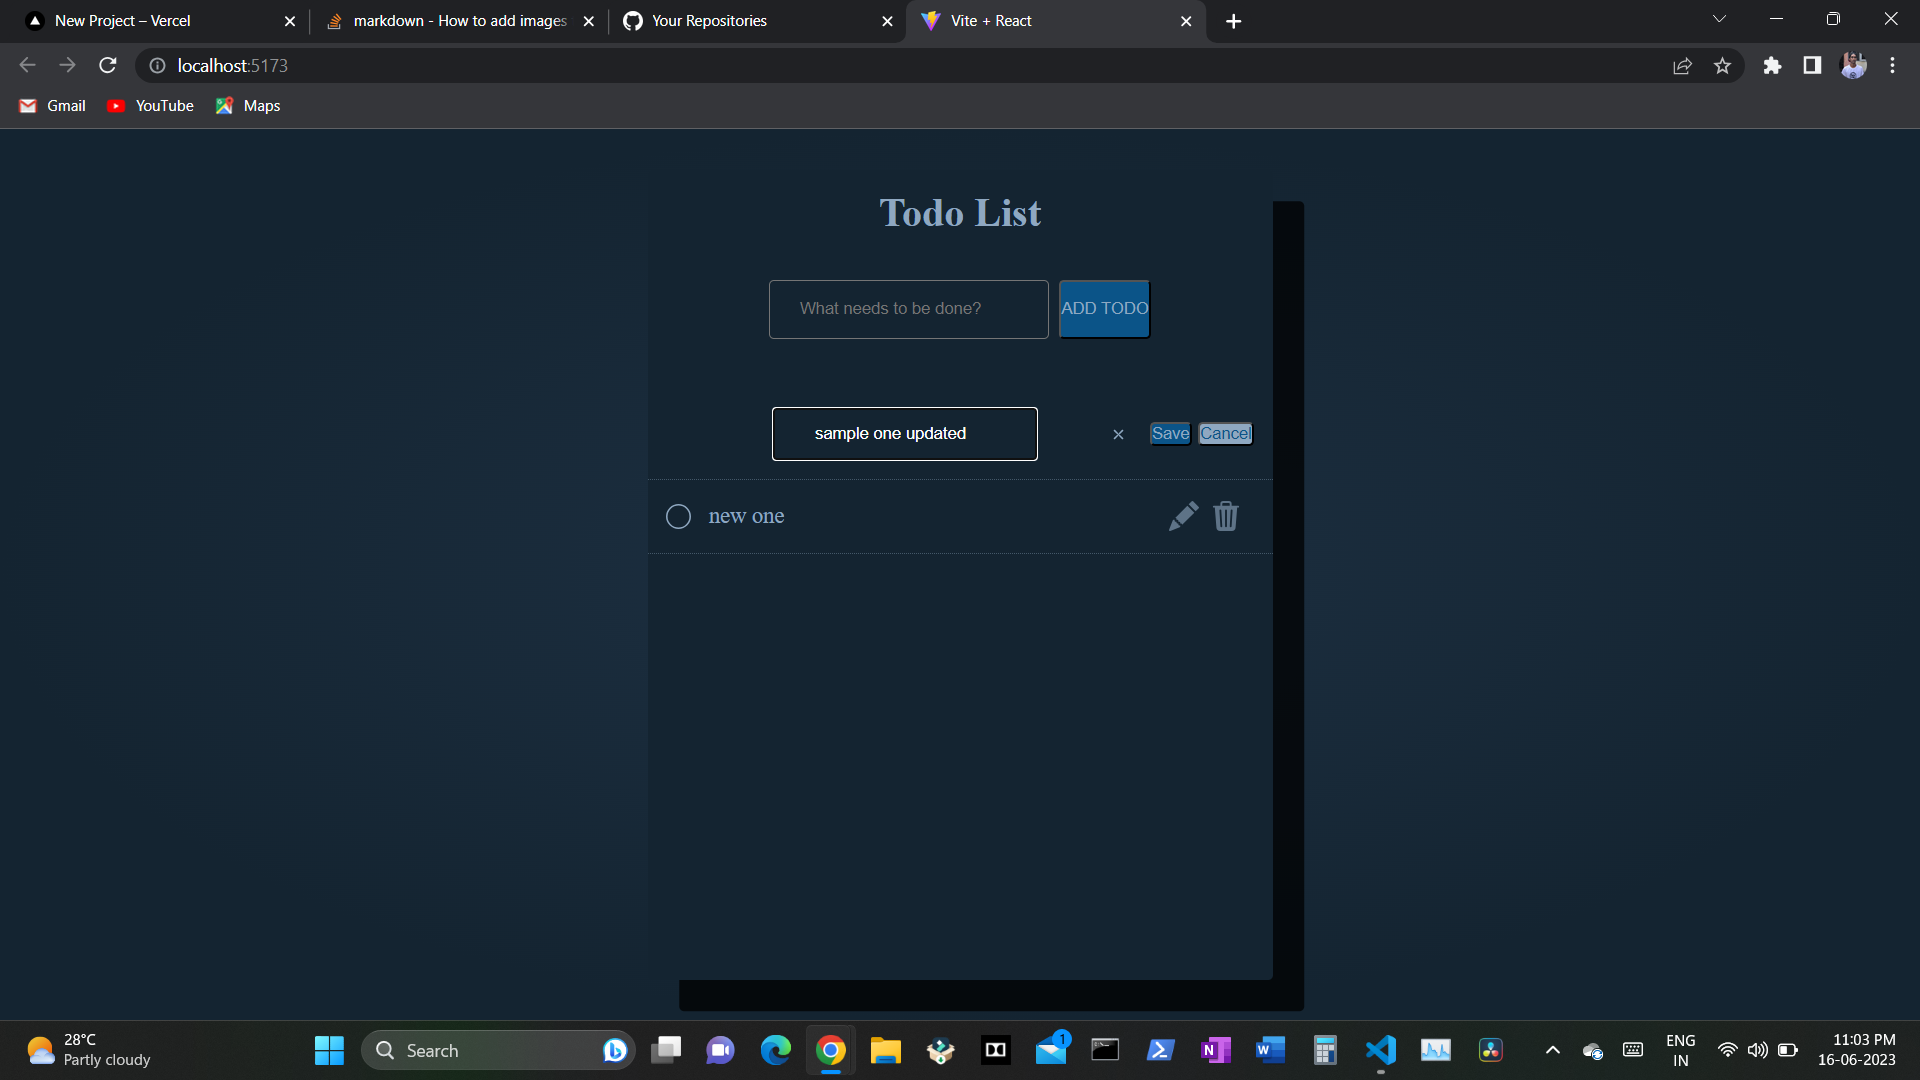 New Project – Vercel
markdown - How to add images
Your Repositories
Vite + React
localhost:5173
Gmail
YouTube
Maps
Todo List
What needs to be done?
ADD TODO
sample one updated
× Save Cancel
new one
28°C
Partly cloudy
Search
1
ENG
IN
11:03 PM
16-06-2023